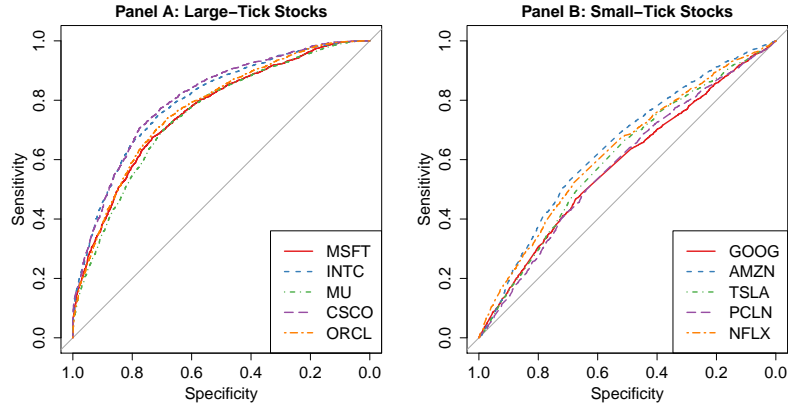 Panel A: Large−Tick Stocks
Sensitivity
1.0
0.8
0.6
0.4
0.2
0.0
MSFT
INTC
MU
CSCO
ORCL
1.0 0.8 0.6 0.4 0.2 0.0
Specificity
Panel B: Small−Tick Stocks
Sensitivity
1.0
0.8
0.6
0.4
0.2
0.0
GOOG
AMZN
TSLA
PCLN
NFLX
1.0 0.8 0.6 0.4 0.2 0.0
Specificity